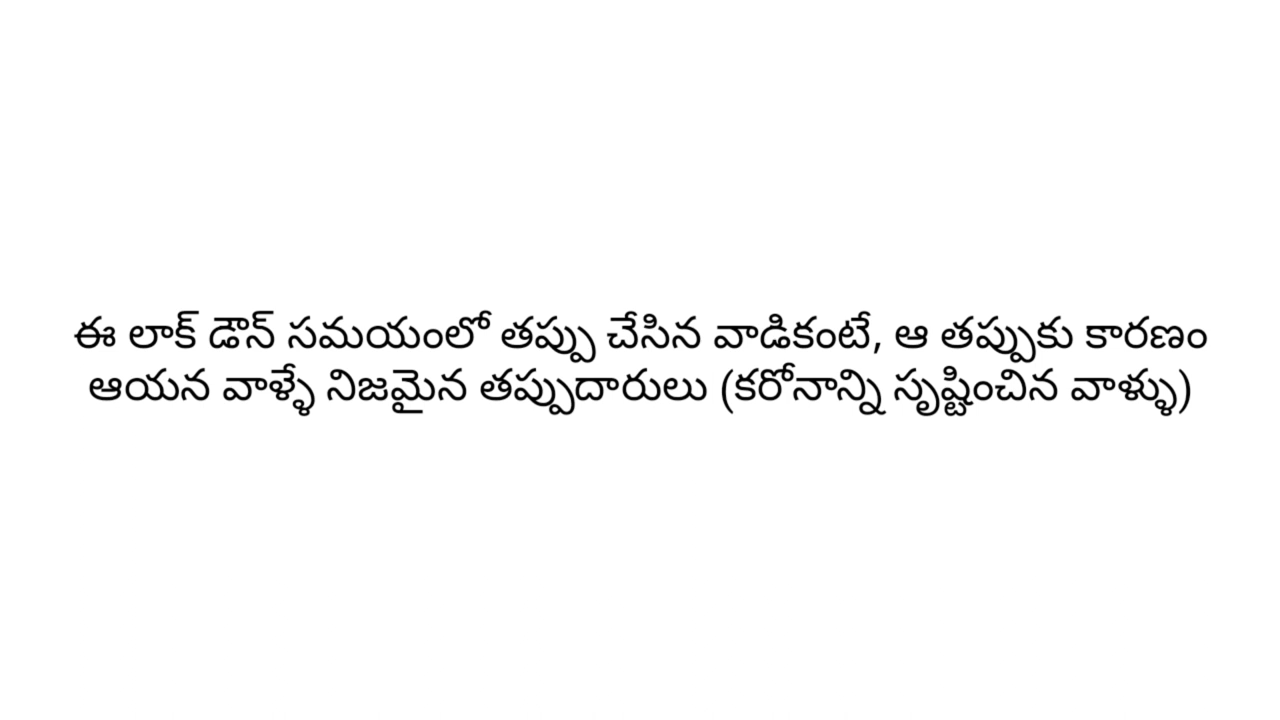 ఈ లాక్ డౌన్ సమయంలో తప్పు చేసిన వాడికంటే, ఆ తప్పుకు కారణం
ఆయన వాళ్ళే నిజమైన తప్పుదారులు (కరోనాన్ని సృష్టించిన వాళ్ళు)